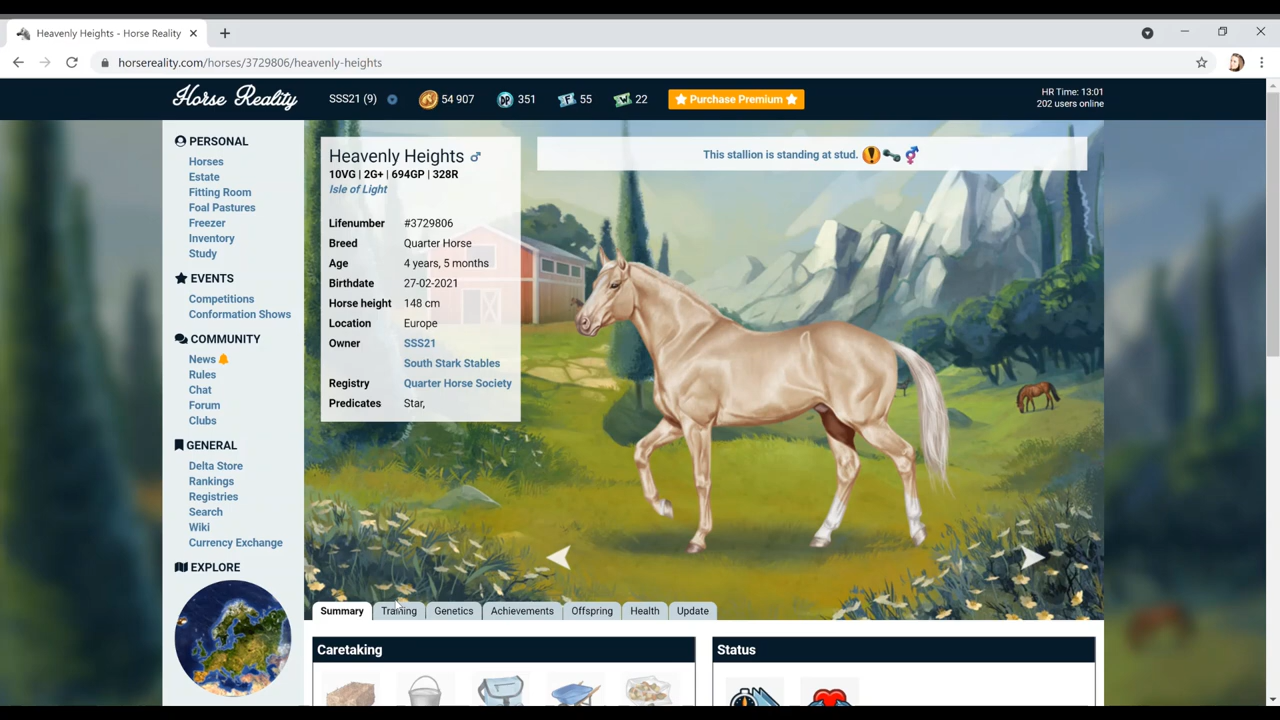 Heavenly Heights - Horse Reality
horsereality.com/horses/3729806/heavenly-heights
Horse Reality
SSS21 (9)
54 907
DP 351
F 55
W 22
Purchase Premium
HR Time: 13:01
202 users online
PERSONAL
Horses
Estate
Fitting Room
Foal Pastures
Freezer
Inventory
Study
EVENTS
Competitions
Conformation Shows
COMMUNITY
News
Rules
Chat
Forum
Clubs
GENERAL
Delta Store
Rankings
Registries
Search
Wiki
Currency Exchange
EXPLORE
Heavenly Heights
10VG | 2G+ | 694GP | 328R
Isle of Light
Lifenumber #3729806
Breed Quarter Horse
Age 4 years, 5 months
Birthdate 27-02-2021
Horse height 148 cm
Location Europe
Owner SSS21
South Stark Stables
Registry Quarter Horse Society
Predicates Star,
This stallion is standing at stud.
Summary Training Genetics Achievements Offspring Health Update
Caretaking
Status